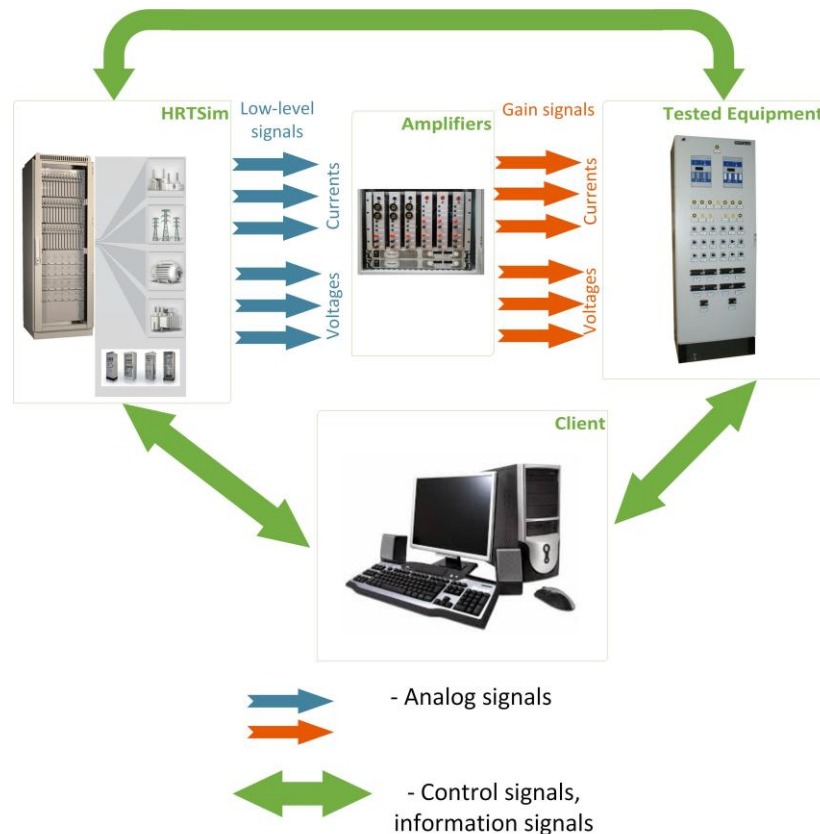 HRTSim
Low-level
signals
Currents
Voltages
Amplifiers
Gain signals
Currents
Voltages
Tested Equipment
Client
- Analog signals
- Control signals,
information signals